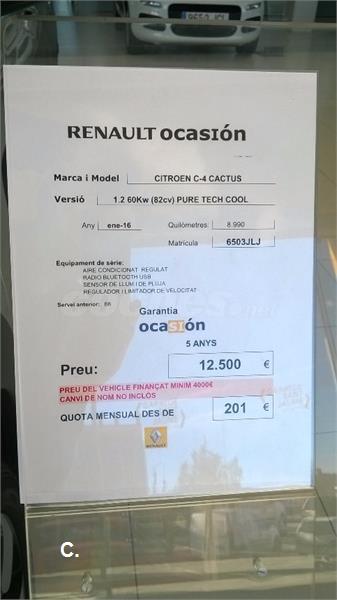 RENAULT ocasión
Marca i Model CITROEN C-4 CACTUS
Versió 1.2 60Kw (82cv) PURE TECH COOL
Any ene-16 Quilòmetres: 8.990
Matrícula 6503JLJ
Equipament de sèrie:
AIRE CONDICIONAT REGULAT
RADIO BLUETOOTH USB
SENSOR DE LLUM I DE PLUJA
REGULADOR I LIMITADOR DE VELOCITAT
Servei anterior:
Garantia
ocasión
5 ANYS
Preu: 12.500 €
PREU DEL VEHICLE FINANÇAT MINIM 4000€
CANVI DE NOM NO INCLÒS
QUOTA MENSUAL DES DE 201 €
RENAULT
C.